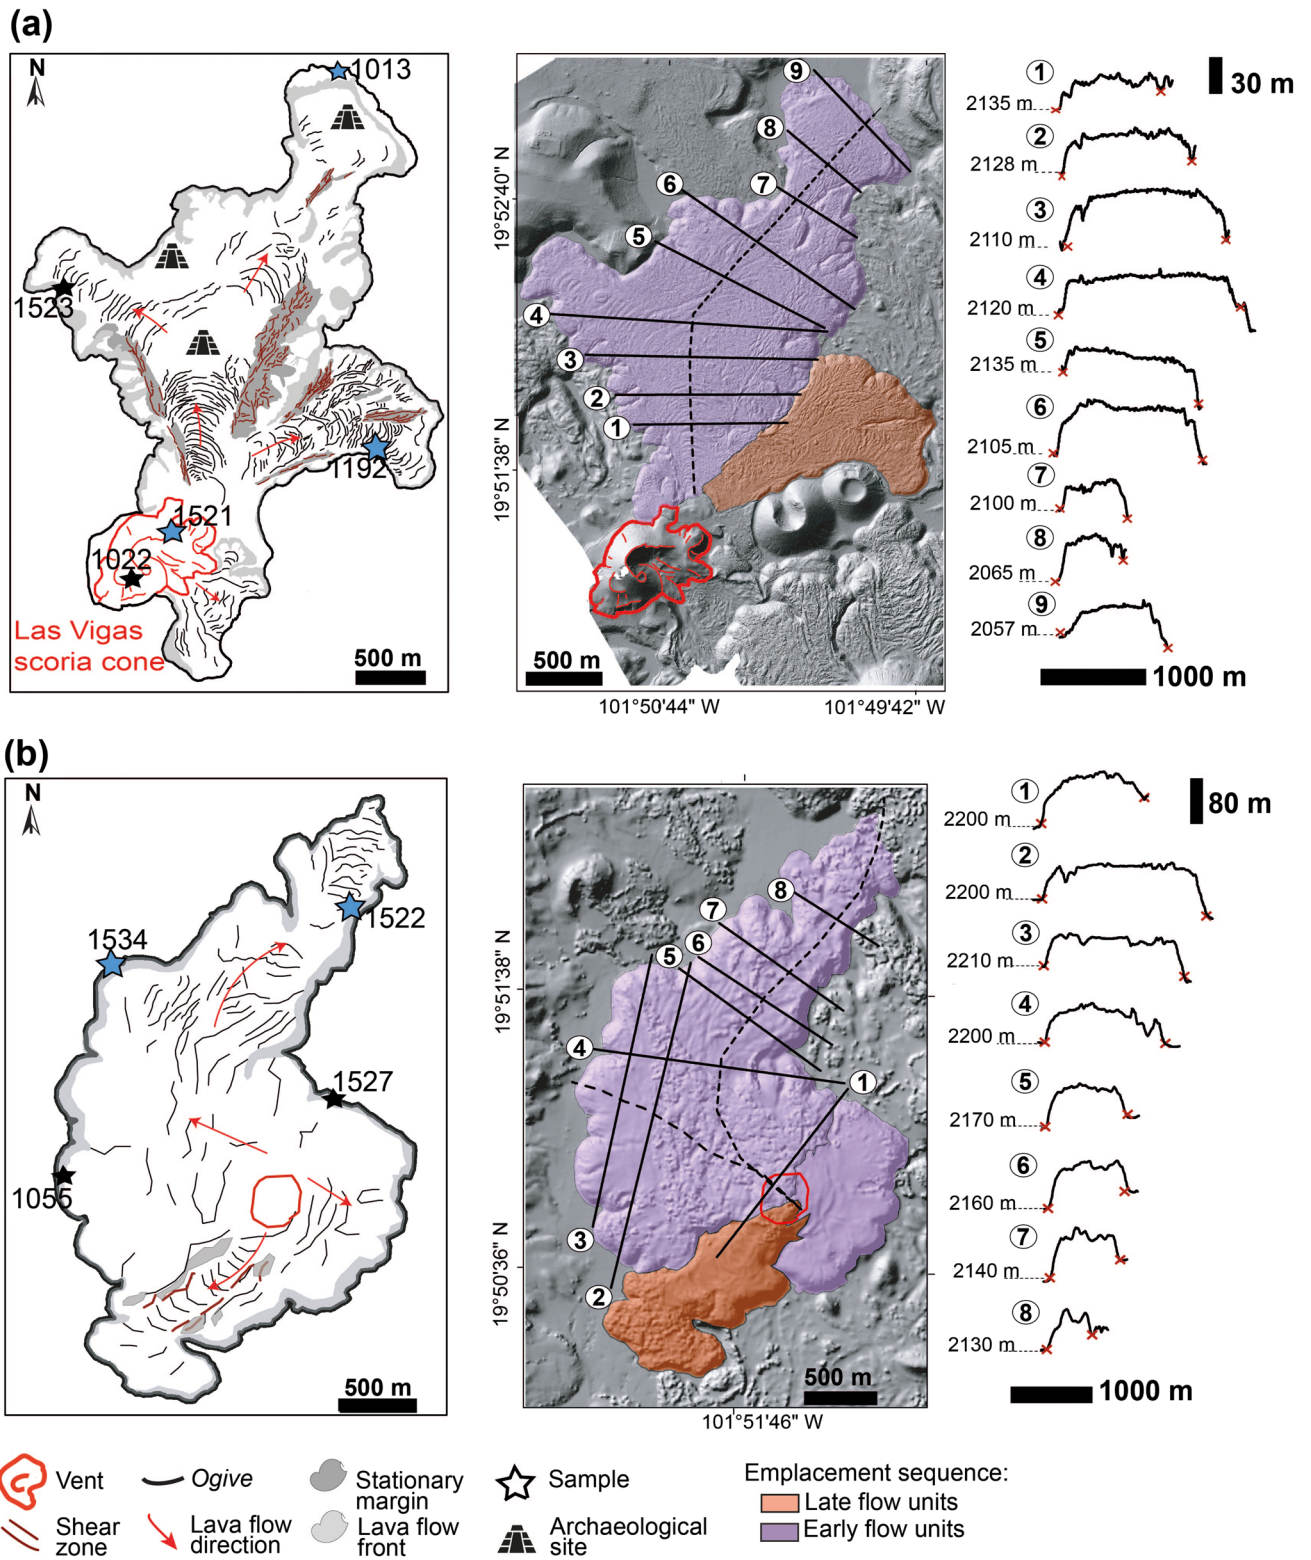 (a)
N
1013
1523
1192
1521
1022
Las Vigas
scoria cone
500 m
19°52'40" N
19°51'38" N
9
8
7
6
5
4
3
2
1
500 m
101°50'44" W
101°49'42" W
1
2135 m
30 m
2
2128 m
3
2110 m
4
2120 m
5
2135 m
6
2105 m
7
2100 m
8
2065 m
9
2057 m
1000 m
(b)
N
1522
1534
1527
1055
500 m
19°51'38" N
19°50'36" N
8
7
6
5
4
1
3
2
500 m
101°51'46" W
1
2200 m
80 m
2
2200 m
3
2210 m
4
2200 m
5
2170 m
6
2160 m
7
2140 m
8
2130 m
1000 m
Vent
Ogive
Stationary
margin
Sample
Shear
zone
Lava flow
direction
Lava flow
front
Archaeological
site
Emplacement sequence:
Late flow units
Early flow units